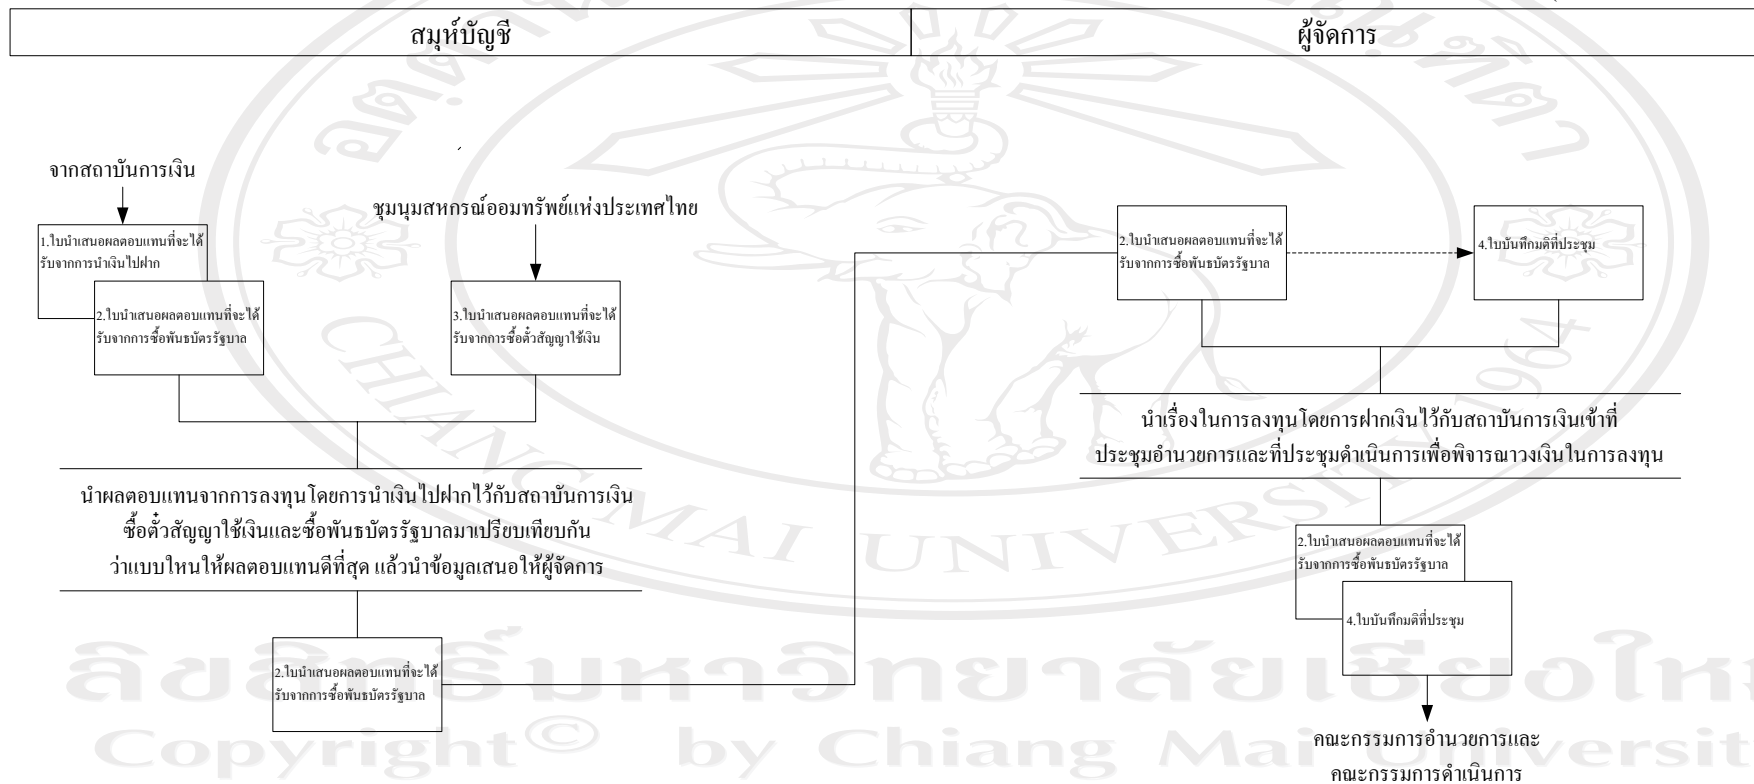 สมุห์บัญชี
ผู้จัดการ
จากสถาบันการเงิน
ชุมนุมสหกรณ์ออมทรัพย์แห่งประเทศไทย
1.ใบนำเสนอผลตอบแทนที่จะได้
รับจากการนำเงินไปฝาก
2.ใบนำเสนอผลตอบแทนที่จะได้
รับจากการซื้อพันธบัตรรัฐบาล
3.ใบนำเสนอผลตอบแทนที่จะได้
รับจากการซื้อตั๋วสัญญาใช้เงิน
นำผลตอบแทนจากการลงทุนโดยการนำเงินไปฝากไว้กับสถาบันการเงิน
ซื้อตั๋วสัญญาใช้เงินและซื้อพันธบัตรรัฐบาลมาเปรียบเทียบกัน
ว่าแบบใหนให้ผลตอบแทนดีที่สุด แล้วนำข้อมูลเสนอให้ผู้จัดการ
2.ใบนำเสนอผลตอบแทนที่จะได้
รับจากการซื้อพันธบัตรรัฐบาล
2.ใบนำเสนอผลตอบแทนที่จะได้
รับจากการซื้อพันธบัตรรัฐบาล
4.ใบบันทึกมติที่ประชุม
นำเรื่องในการลงทุนโดยการฝากเงินไว้กับสถาบันการเงินเข้าที่
ประชุมอำนวยการและที่ประชุมดำเนินการเพื่อพิจารณาวงเงินในการลงทุน
2.ใบนำเสนอผลตอบแทนที่จะได้
รับจากการซื้อพันธบัตรรัฐบาล
4.ใบบันทึกมติที่ประชุม
คณะกรรมการอำนวยการและ
คณะกรรมการดำเนินการ
CHIANG MAI UNIVERSITY 1964
ลิขสิทธิ์มหาวิทยาลัยเชียงใหม่
Copyright© by Chiang Mai Universit